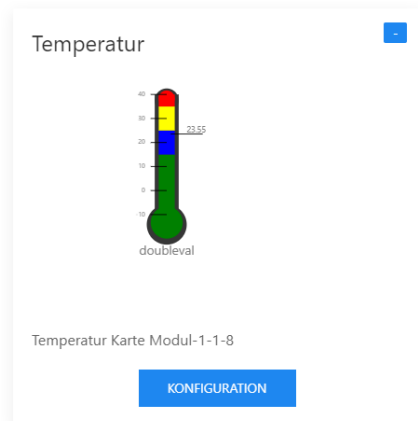 Temperatur
-
40
30
23.55
20
10
0
-10
doubleval
Temperatur Karte Modul-1-1-8
KONFIGURATION